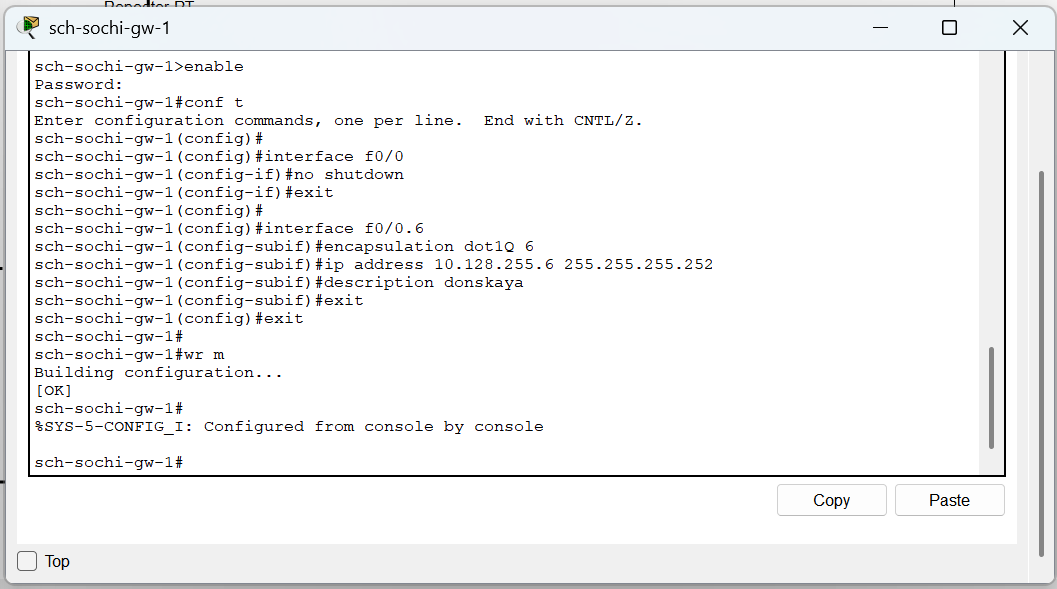 Repeater PT
sch-sochi-gw-1
sch-sochi-gw-1>enable
Password:
sch-sochi-gw-1#conf t
Enter configuration commands, one per line.  End with CNTL/Z.
sch-sochi-gw-1(config)#
sch-sochi-gw-1(config)#interface f0/0
sch-sochi-gw-1(config-if)#no shutdown
sch-sochi-gw-1(config-if)#exit
sch-sochi-gw-1(config)#
sch-sochi-gw-1(config)#interface f0/0.6
sch-sochi-gw-1(config-subif)#encapsulation dot1Q 6
sch-sochi-gw-1(config-subif)#ip address 10.128.255.6 255.255.255.252
sch-sochi-gw-1(config-subif)#description donskaya
sch-sochi-gw-1(config-subif)#exit
sch-sochi-gw-1(config)#exit
sch-sochi-gw-1#
sch-sochi-gw-1#wr m
Building configuration...
[OK]
sch-sochi-gw-1#
%SYS-5-CONFIG_I: Configured from console by console
sch-sochi-gw-1#
Copy
Paste
Top